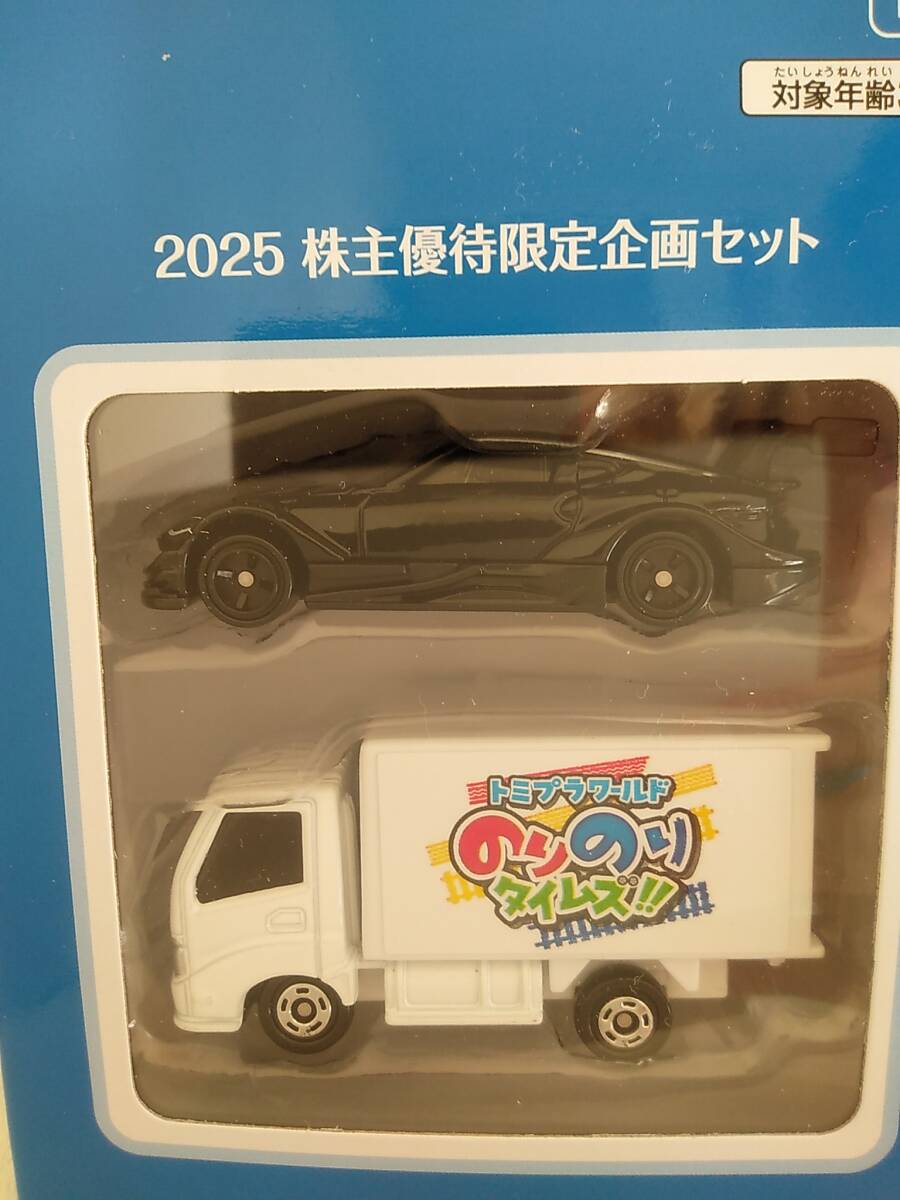 たいしょうねんれい
対象年齢
2025 株主優待限定企画セット
トミプラワールド
のりのり
タイムズ!!